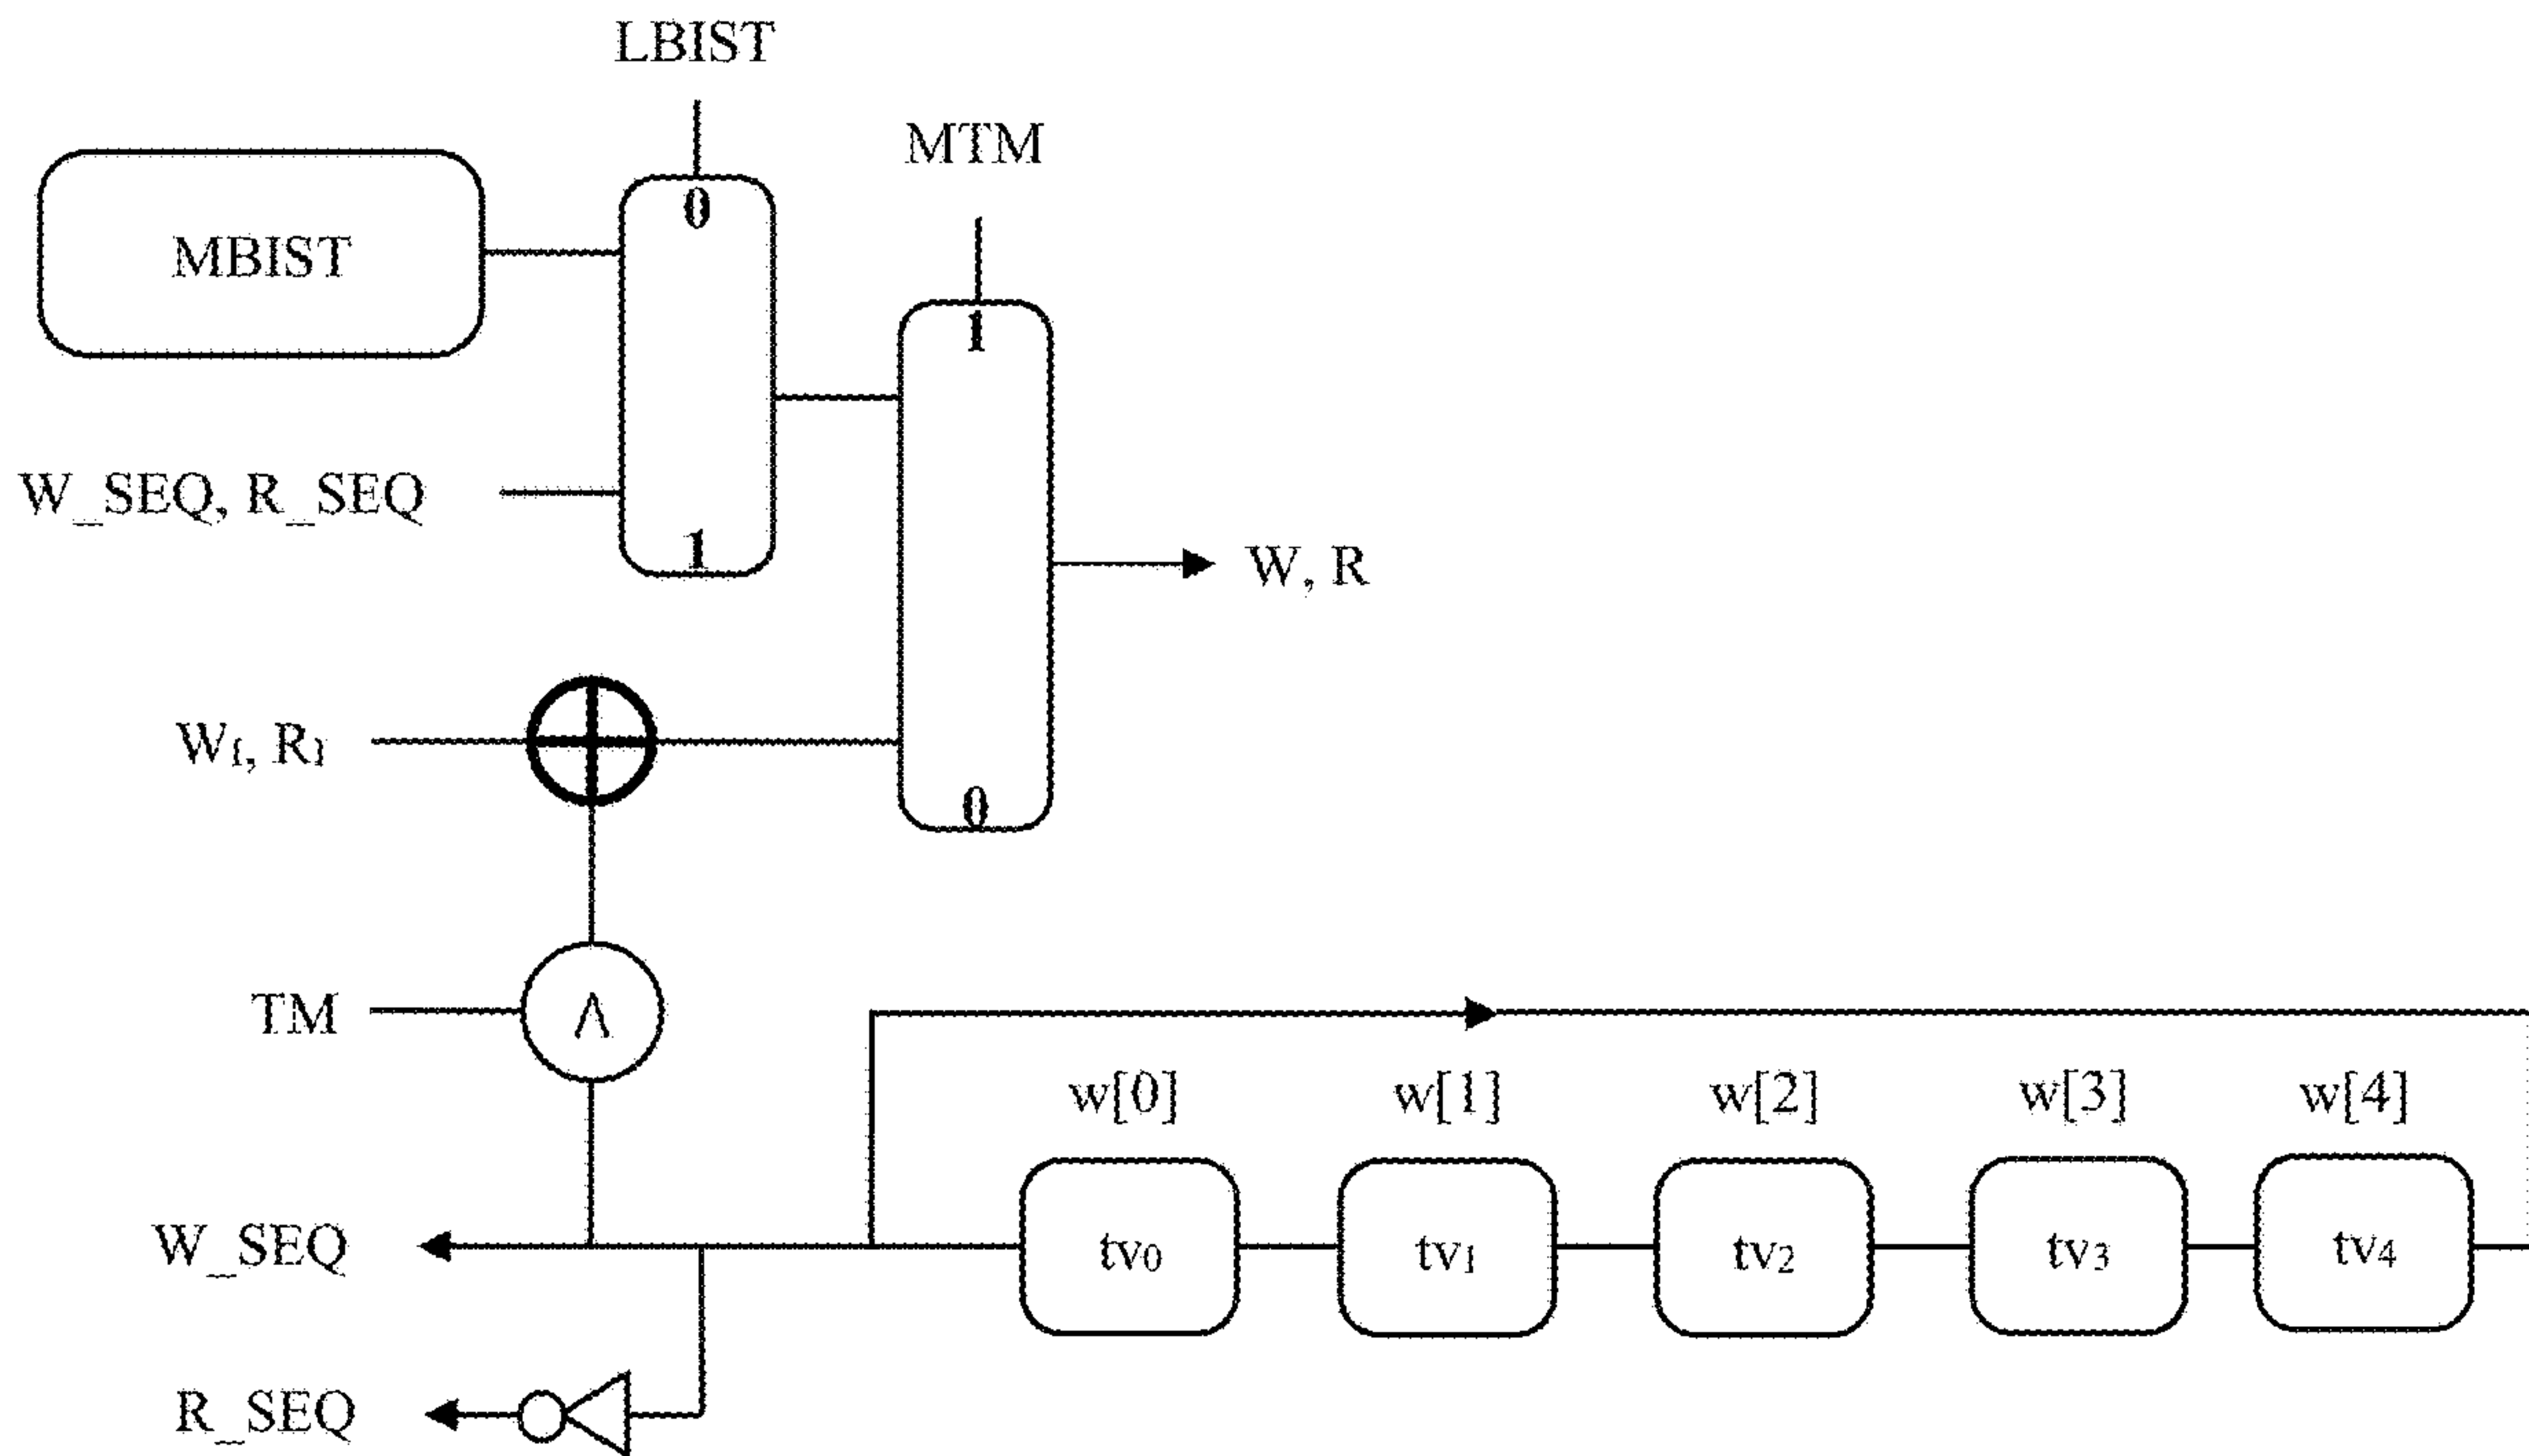 LBIST
MTM
0
1
MBIST
W_SEQ, R_SEQ
1
W, R
W₁, R₁
0
TM
Λ
w[0] w[1] w[2] w[3] w[4]
W_SEQ
tv₀ tv₁ tv₂ tv₃ tv₄
R_SEQ